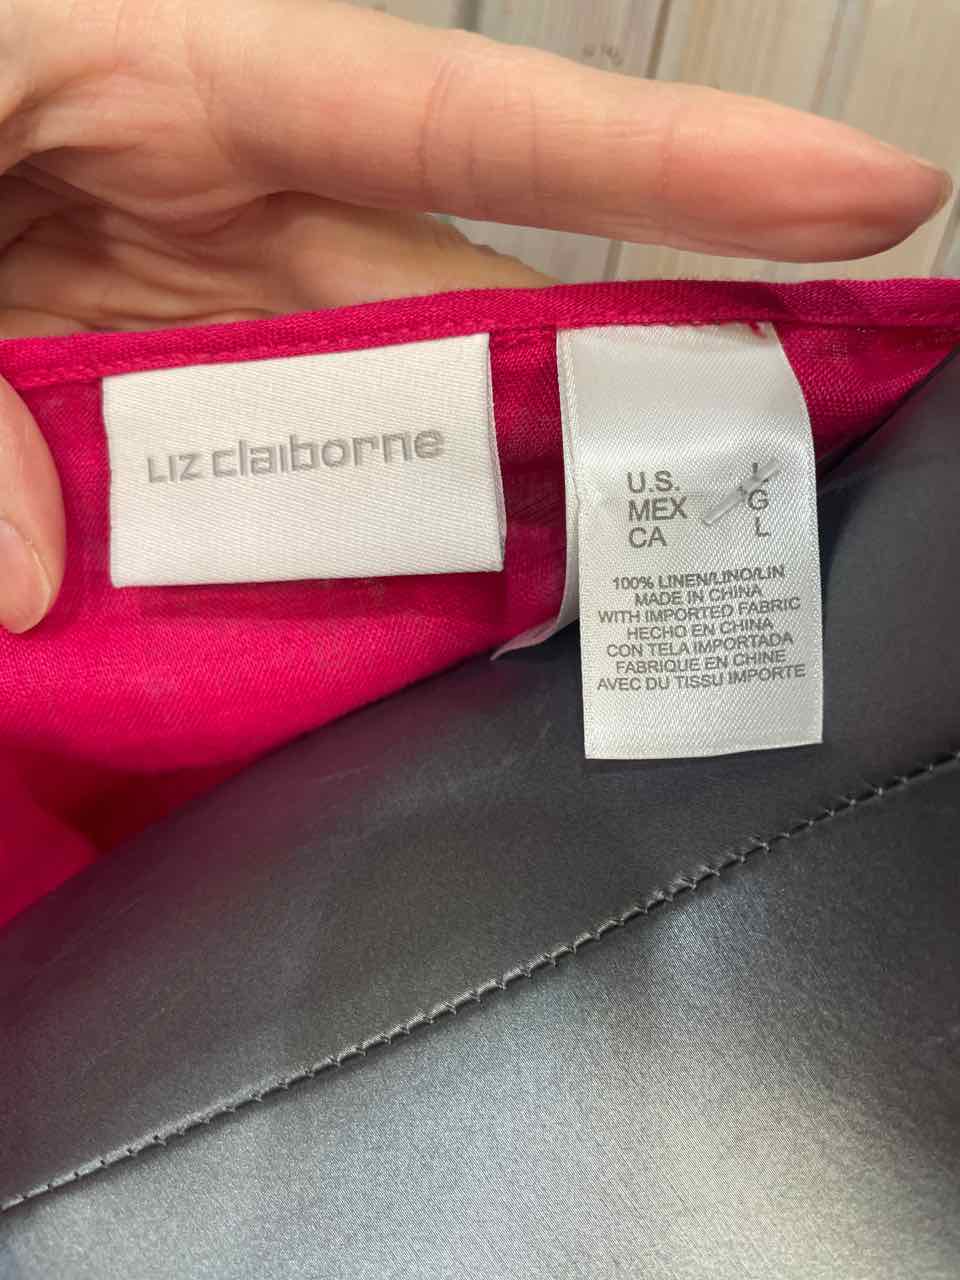 LIZ claiborne
U.S. L
MEX G
CA L
100% LINEN/LINO/LIN
MADE IN CHINA
WITH IMPORTED FABRIC
HECHO EN CHINA
CON TELA IMPORTADA
FABRIQUE EN CHINE
AVEC DU TISSU IMPORTE